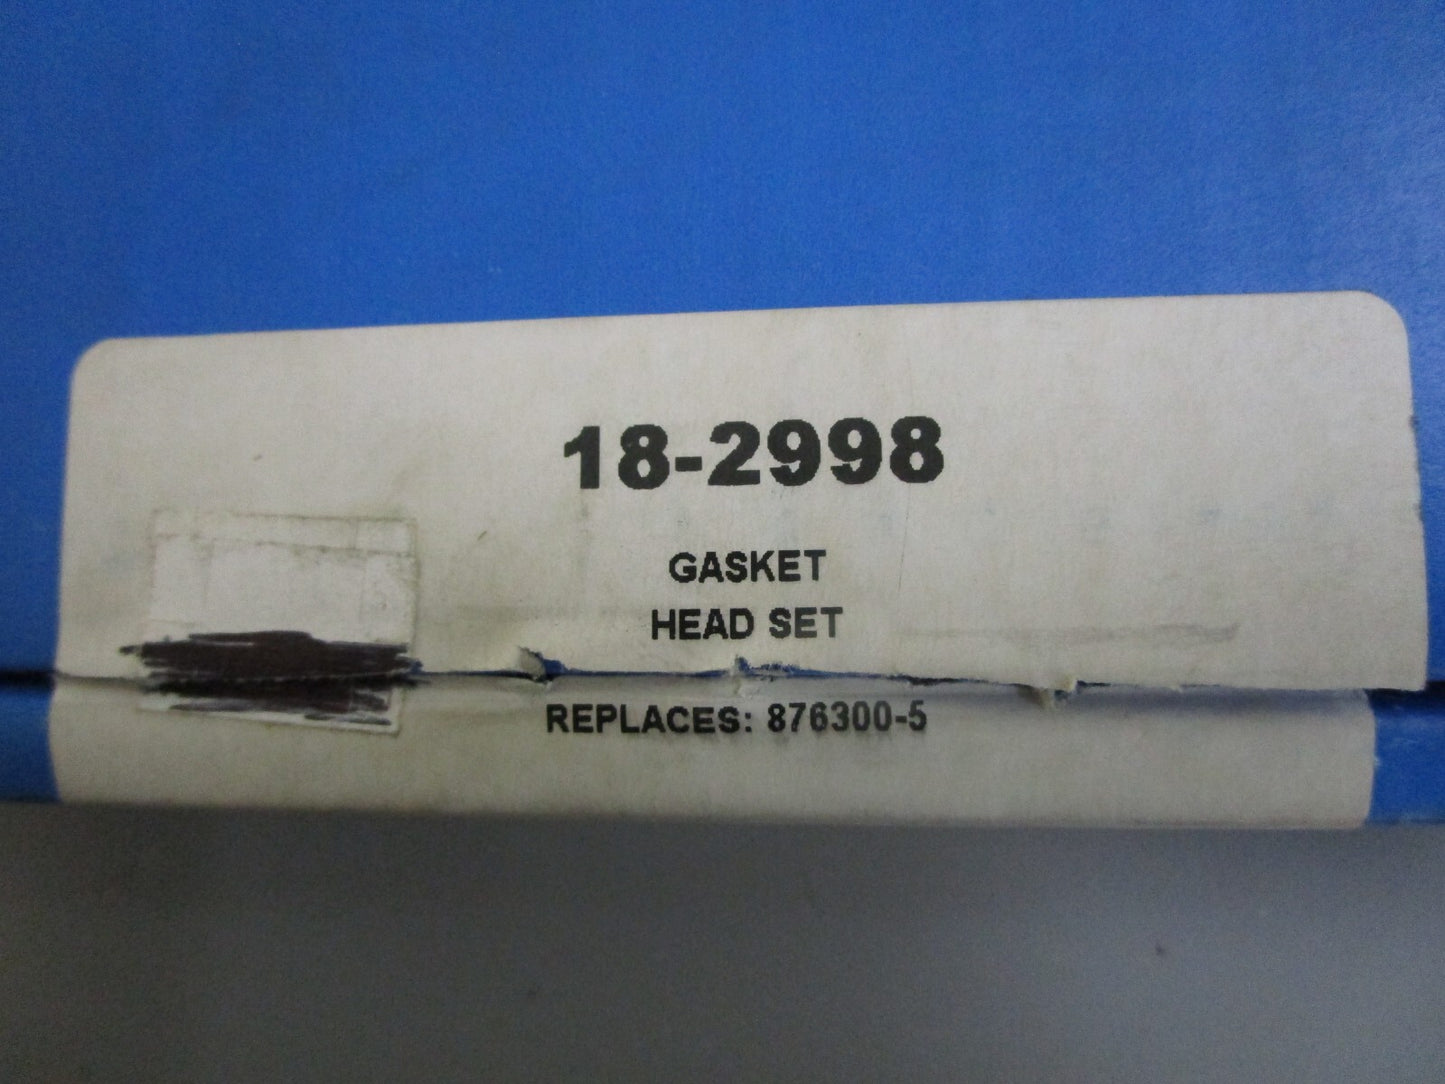 18-2998
GASKET
HEAD SET
REPLACES: 876300-5